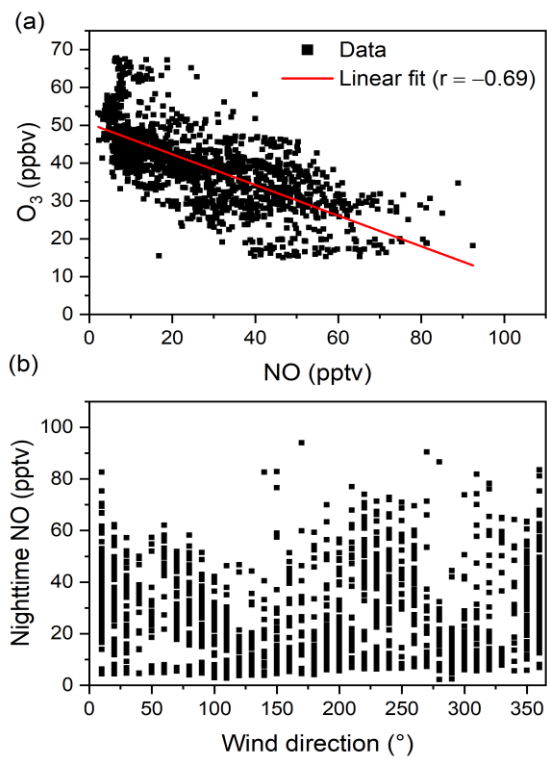 (a)
70
60
50
40
30
20
10
0
O₃ (ppbv)
Data
Linear fit (r = −0.69)
0 20 40 60 80 100
NO (pptv)
(b)
100
80
60
40
20
0
Nighttime NO (pptv)
0 50 100 150 200 250 300 350
Wind direction (°)